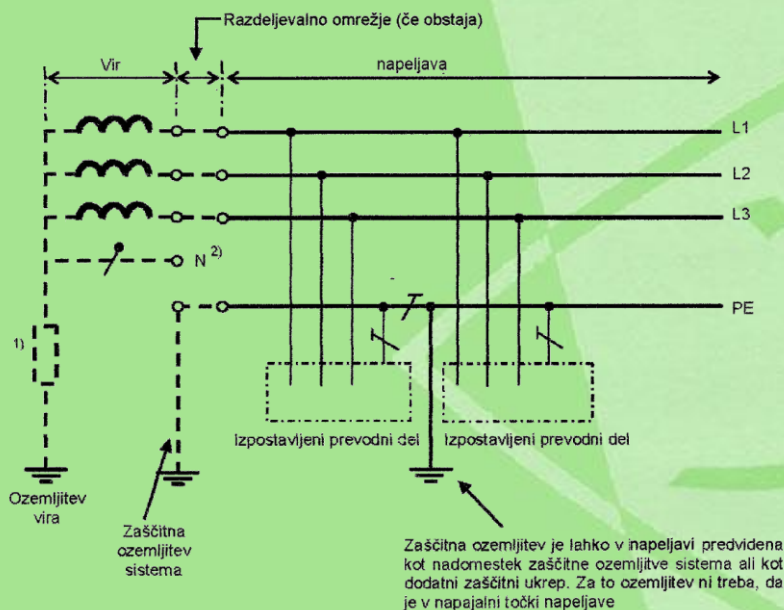 Razdeljevalno omrežje (če obstaja)
Vir
napeljava
L1
L2
L3
N 2)
PE
1)
Izpostavljeni prevodni del
Izpostavljeni prevodni del
Ozemljitev
vira
Zaščitna
ozemljitev
sistema
Zaščitna ozemljitev je lahko v napeljavi predvidena
kot nadomestek zaščitne ozemljitve sistema ali kot
dodatni zaščitni ukrep. Za to ozemljitev ni treba, da
je v napajalni točki napeljave